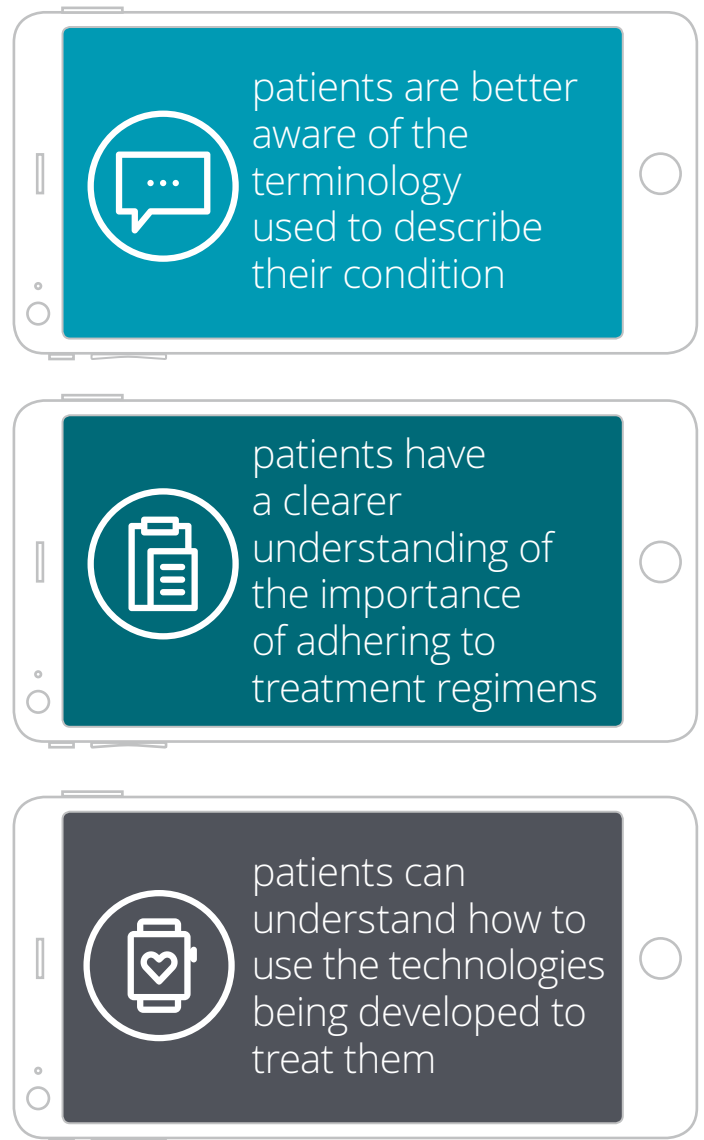 patients are better
aware of the
terminology
used to describe
their condition
patients have
a clearer
understanding of
the importance
of adhering to
treatment regimens
patients can
understand how to
use the technologies
being developed to
treat them